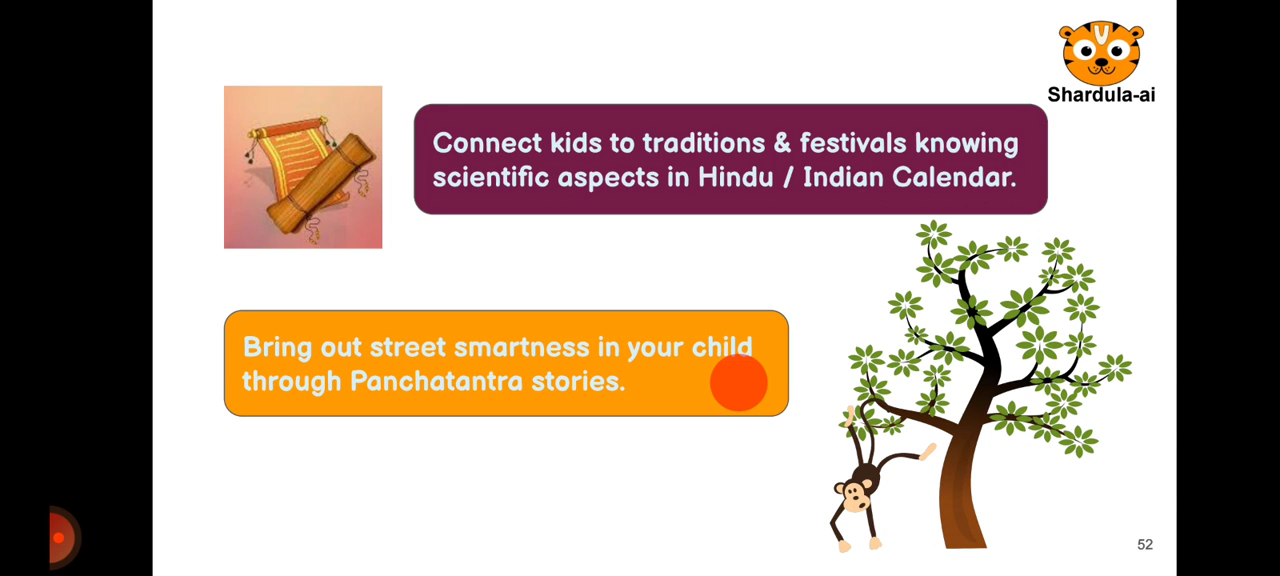 Shardula-ai
Connect kids to traditions & festivals knowing
scientific aspects in Hindu / Indian Calendar.
Bring out street smartness in your child
through Panchatantra stories.
52